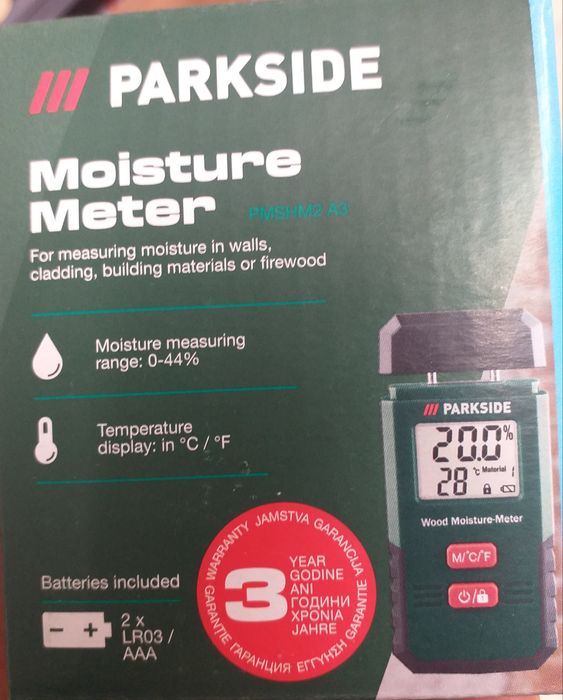 PARKSIDE
Moisture
Meter PMSHM2 A3
For measuring moisture in walls,
cladding, building materials or firewood
Moisture measuring
range: 0-44%
Temperature
display: in °C / °F
Batteries included
- +
2 x
LR03 /
AAA
WARRANTY JAMSTVA GARANCIJA
GARANȚIE ГАРАНЦИЯ ΕΓΓΥΗΣΗ GARANTIE
3
YEAR
GODINE
ANI
ГОДИНИ
ΧΡΟΝΙΑ
JAHRE
PARKSIDE
20.0%
28 °C Material 1
Wood Moisture-Meter
M/°C/°F